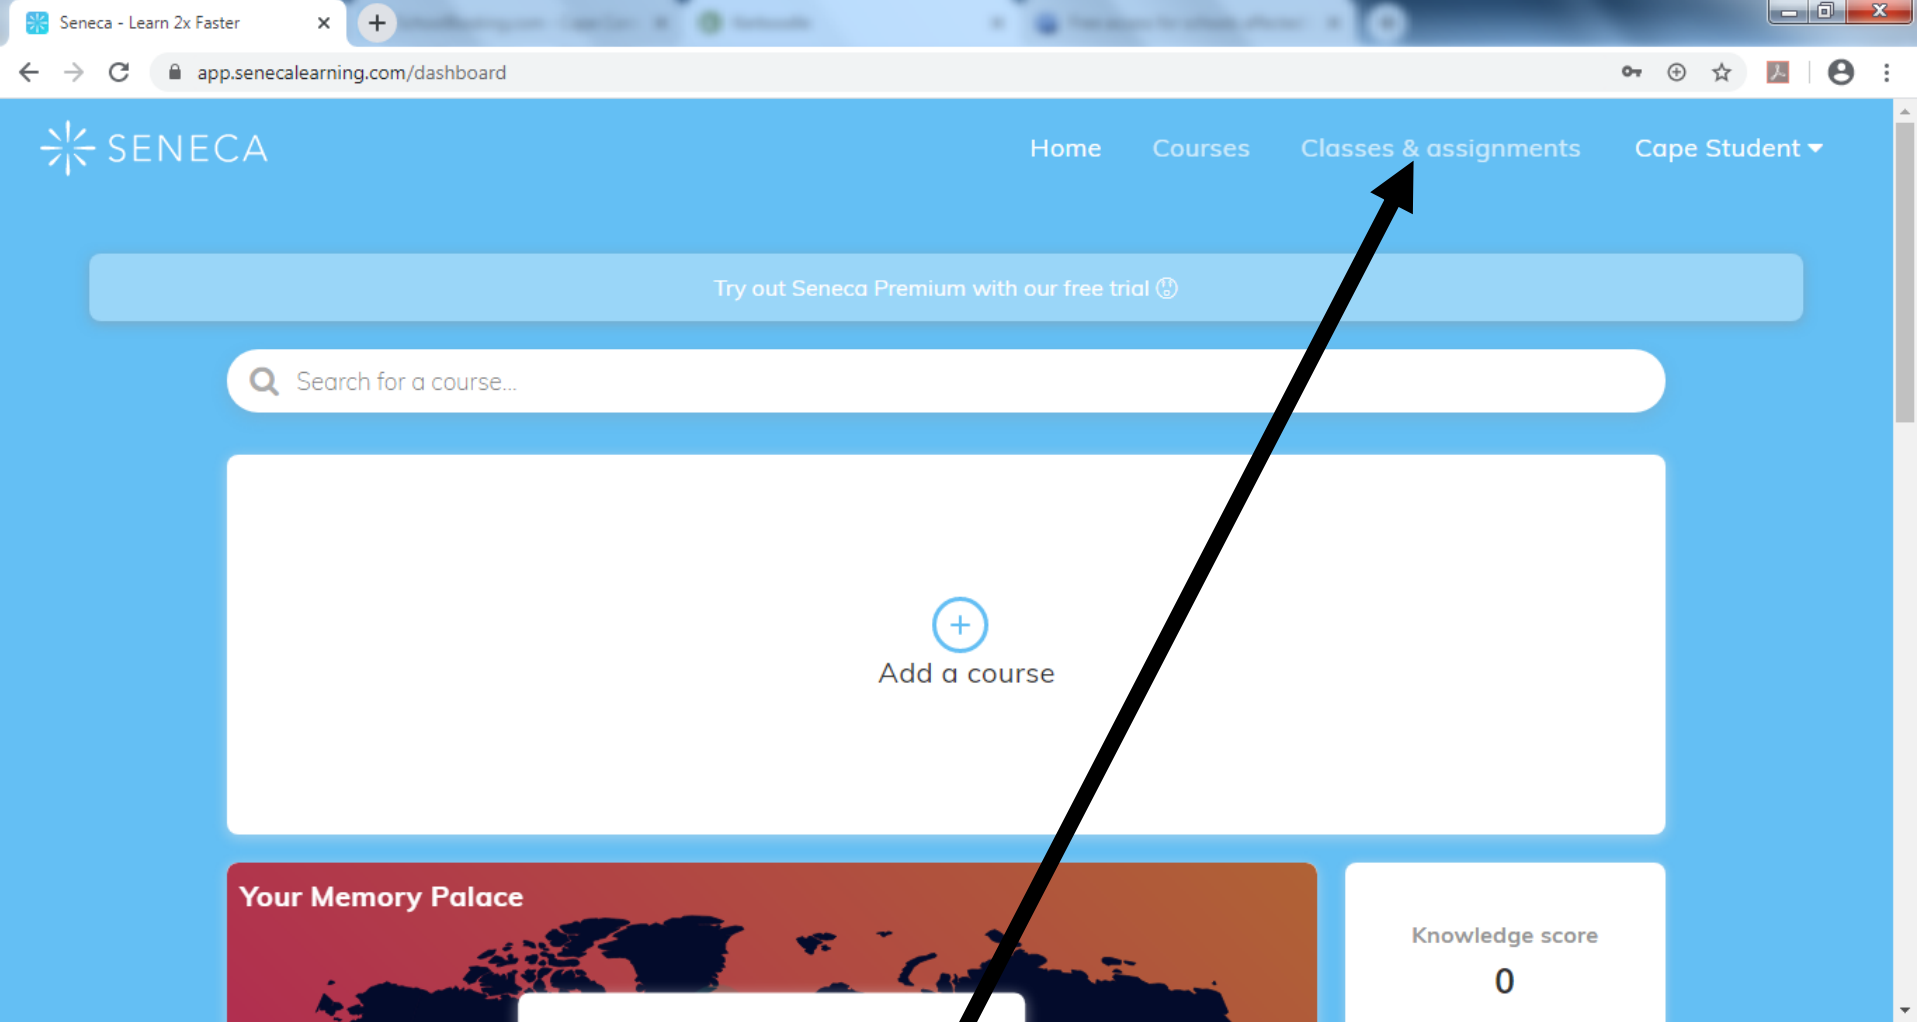 Seneca - Learn 2x Faster
app.senecalearning.com/dashboard
SENECA
Home
Courses
Classes & assignments
Cape Student
Try out Seneca Premium with our free trial
Search for a course...
Add a course
Your Memory Palace
Knowledge score
0